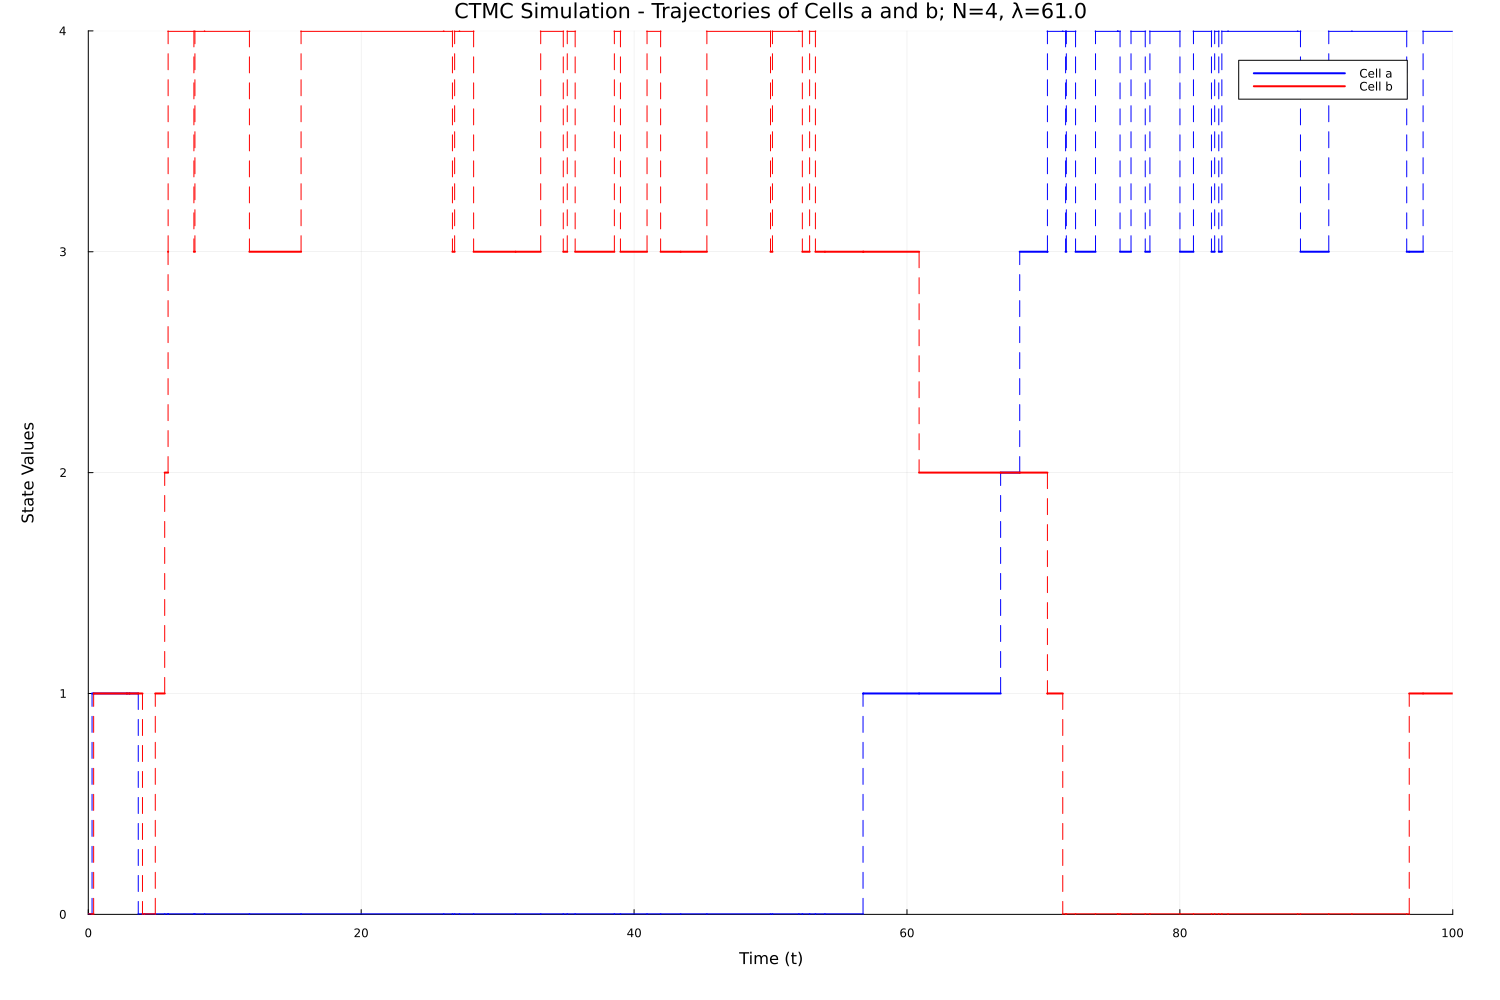 CTMC Simulation - Trajectories of Cells a and b; N=4, λ=61.0
4
3
2
1
0
State Values
Cell a
Cell b
0 20 40 60 80 100
Time (t)